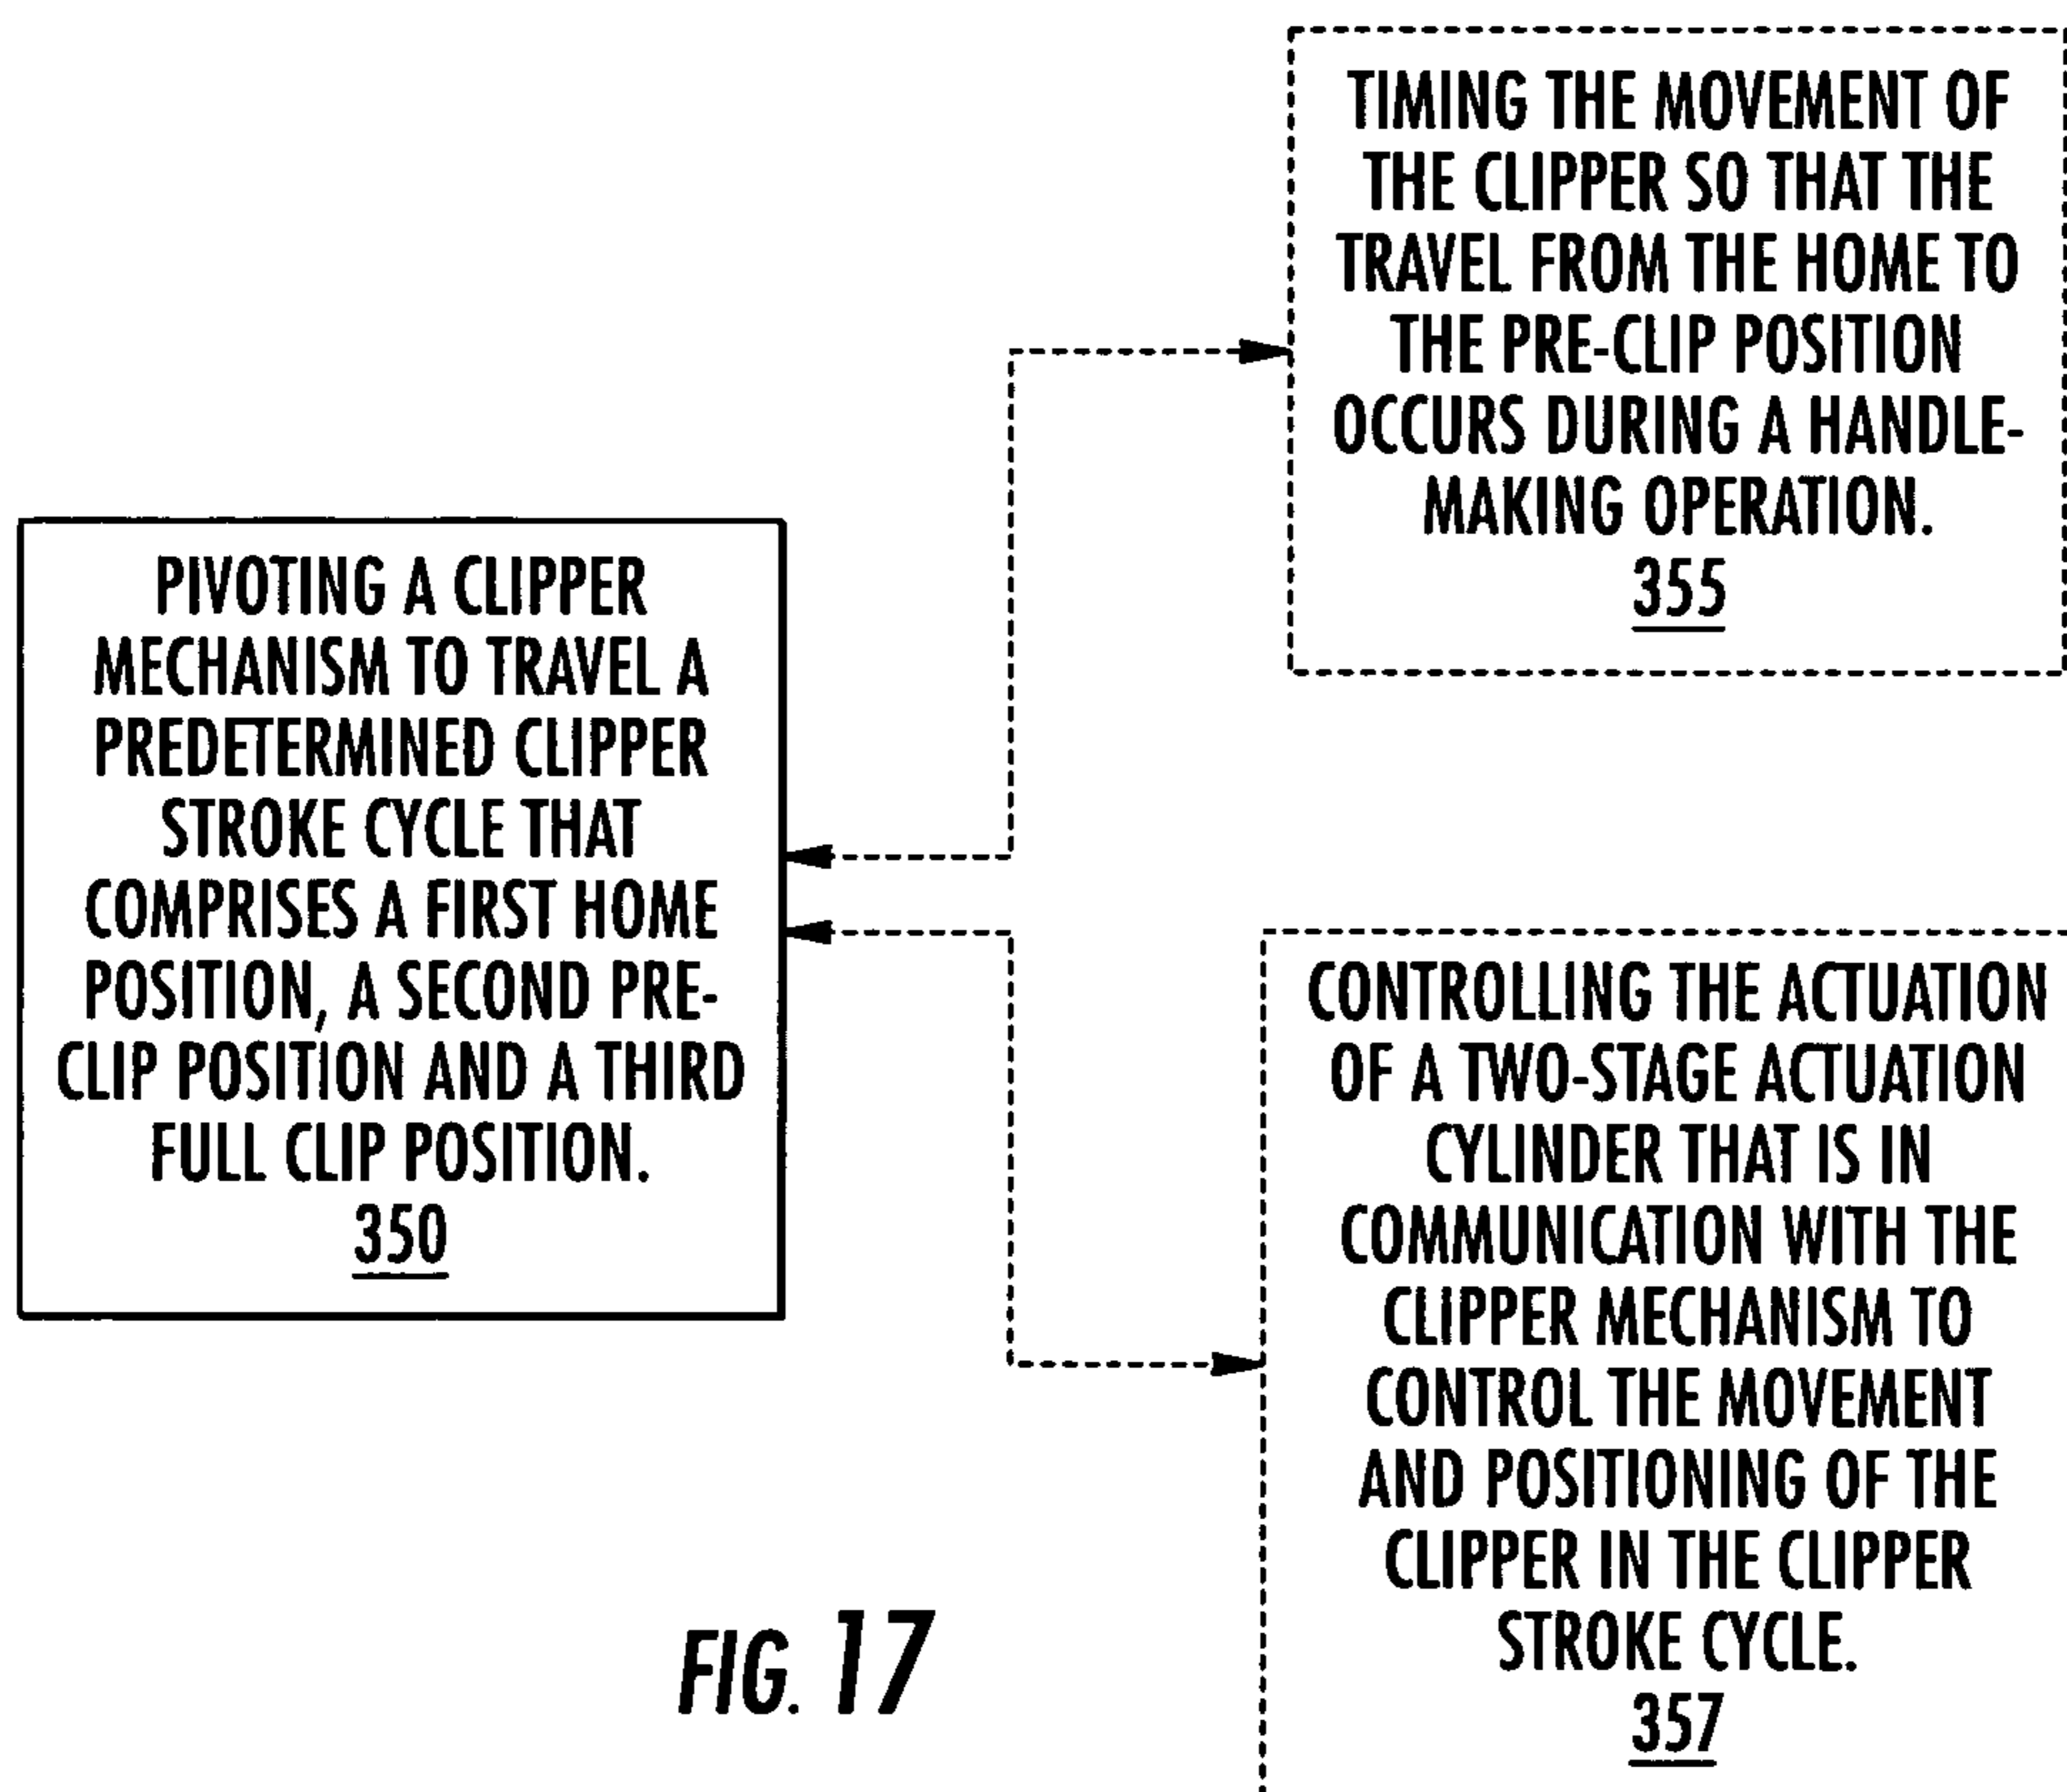 PIVOTING A CLIPPER
MECHANISM TO TRAVEL A
PREDETERMINED CLIPPER
STROKE CYCLE THAT
COMPRISES A FIRST HOME
POSITION, A SECOND PRE-
CLIP POSITION AND A THIRD
FULL CLIP POSITION.
350
TIMING THE MOVEMENT OF
THE CLIPPER SO THAT THE
TRAVEL FROM THE HOME TO
THE PRE-CLIP POSITION
OCCURS DURING A HANDLE-
MAKING OPERATION.
355
CONTROLLING THE ACTUATION
OF A TWO-STAGE ACTUATION
CYLINDER THAT IS IN
COMMUNICATION WITH THE
CLIPPER MECHANISM TO
CONTROL THE MOVEMENT
AND POSITIONING OF THE
CLIPPER IN THE CLIPPER
STROKE CYCLE.
357
FIG. 17